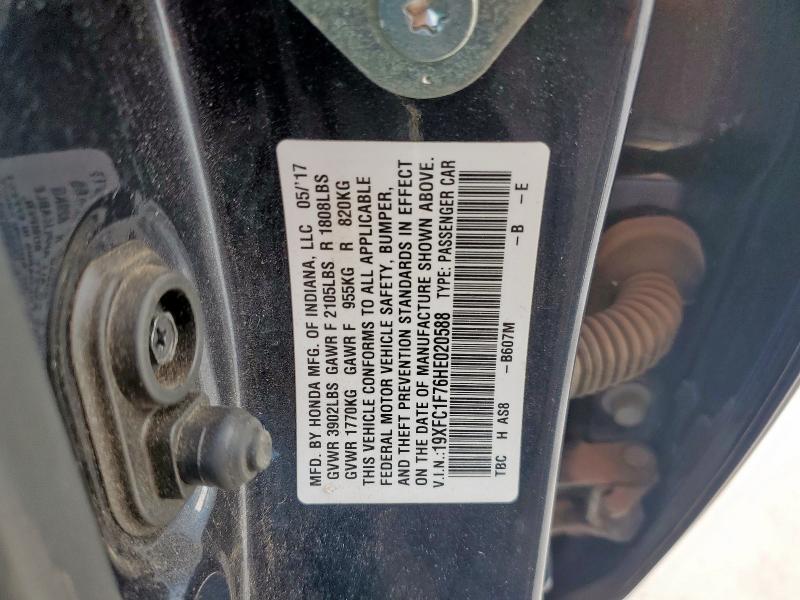 MFD. BY HONDA MFG. OF INDIANA, LLC 05/'17
GVWR 3902LBS GAWR F 2105LBS R 1808LBS
GVWR 1770KG GAWR F 955KG R 820KG
THIS VEHICLE CONFORMS TO ALL APPLICABLE
FEDERAL MOTOR VEHICLE SAFETY, BUMPER,
AND THEFT PREVENTION STANDARDS IN EFFECT
ON THE DATE OF MANUFACTURE SHOWN ABOVE.
V.I.N.:19XFC1F76HE020588 TYPE: PASSENGER CAR
TBC H AS8 -B607M -B -E